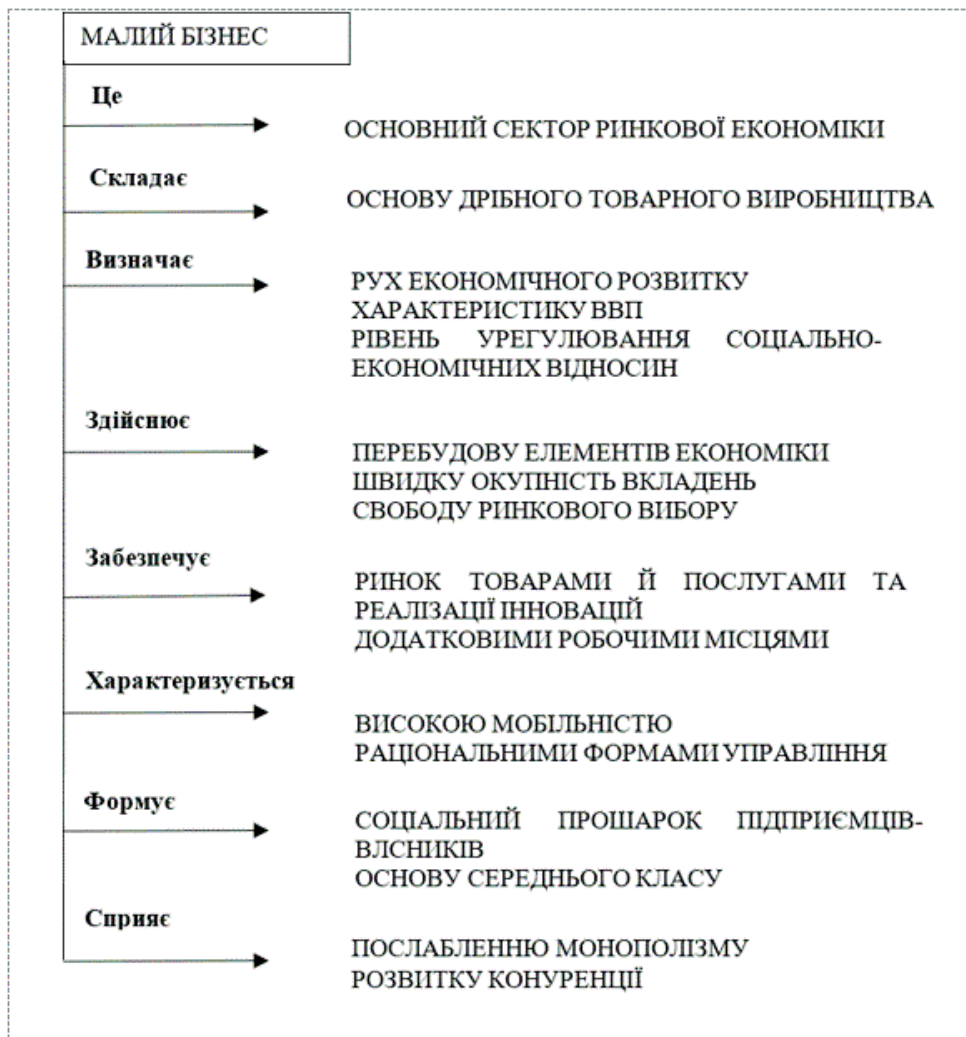 МАЛИЙ БІЗНЕС
Це
ОСНОВНИЙ СЕКТОР РИНКОВОЇ ЕКОНОМІКИ
Складає
ОСНОВУ ДРІБНОГО ТОВАРНОГО ВИРОБНИЦТВА
Визначає
РУХ ЕКОНОМІЧНОГО РОЗВИТКУ
ХАРАКТЕРИСТИКУ ВВП
РІВЕНЬ УРЕГУЛЮВАННЯ СОЦІАЛЬНО-
ЕКОНОМІЧНИХ ВІДНОСИН
Здійснює
ПЕРЕБУДОВУ ЕЛЕМЕНТІВ ЕКОНОМІКИ
ШВИДКУ ОКУПНІСТЬ ВКЛАДЕНЬ
СВОБОДУ РИНКОВОГО ВИБОРУ
Забезпечує
РИНОК ТОВАРАМИ Й ПОСЛУГАМИ ТА
РЕАЛІЗАЦІЇ ІННОВАЦІЙ
ДОДАТКОВИМИ РОБОЧИМИ МІСЦЯМИ
Характеризується
ВИСОКОЮ МОБІЛЬНІСТЮ
РАЦІОНАЛЬНИМИ ФОРМАМИ УПРАВЛІННЯ
Формує
СОЦІАЛЬНИЙ ПРОШАРОК ПІДПРИЄМЦІВ-
ВЛСНИКІВ
ОСНОВУ СЕРЕДНЬОГО КЛАСУ
Сприяє
ПОСЛАБЛЕННЮ МОНОПОЛІЗМУ
РОЗВИТКУ КОНУРЕНЦІЇ